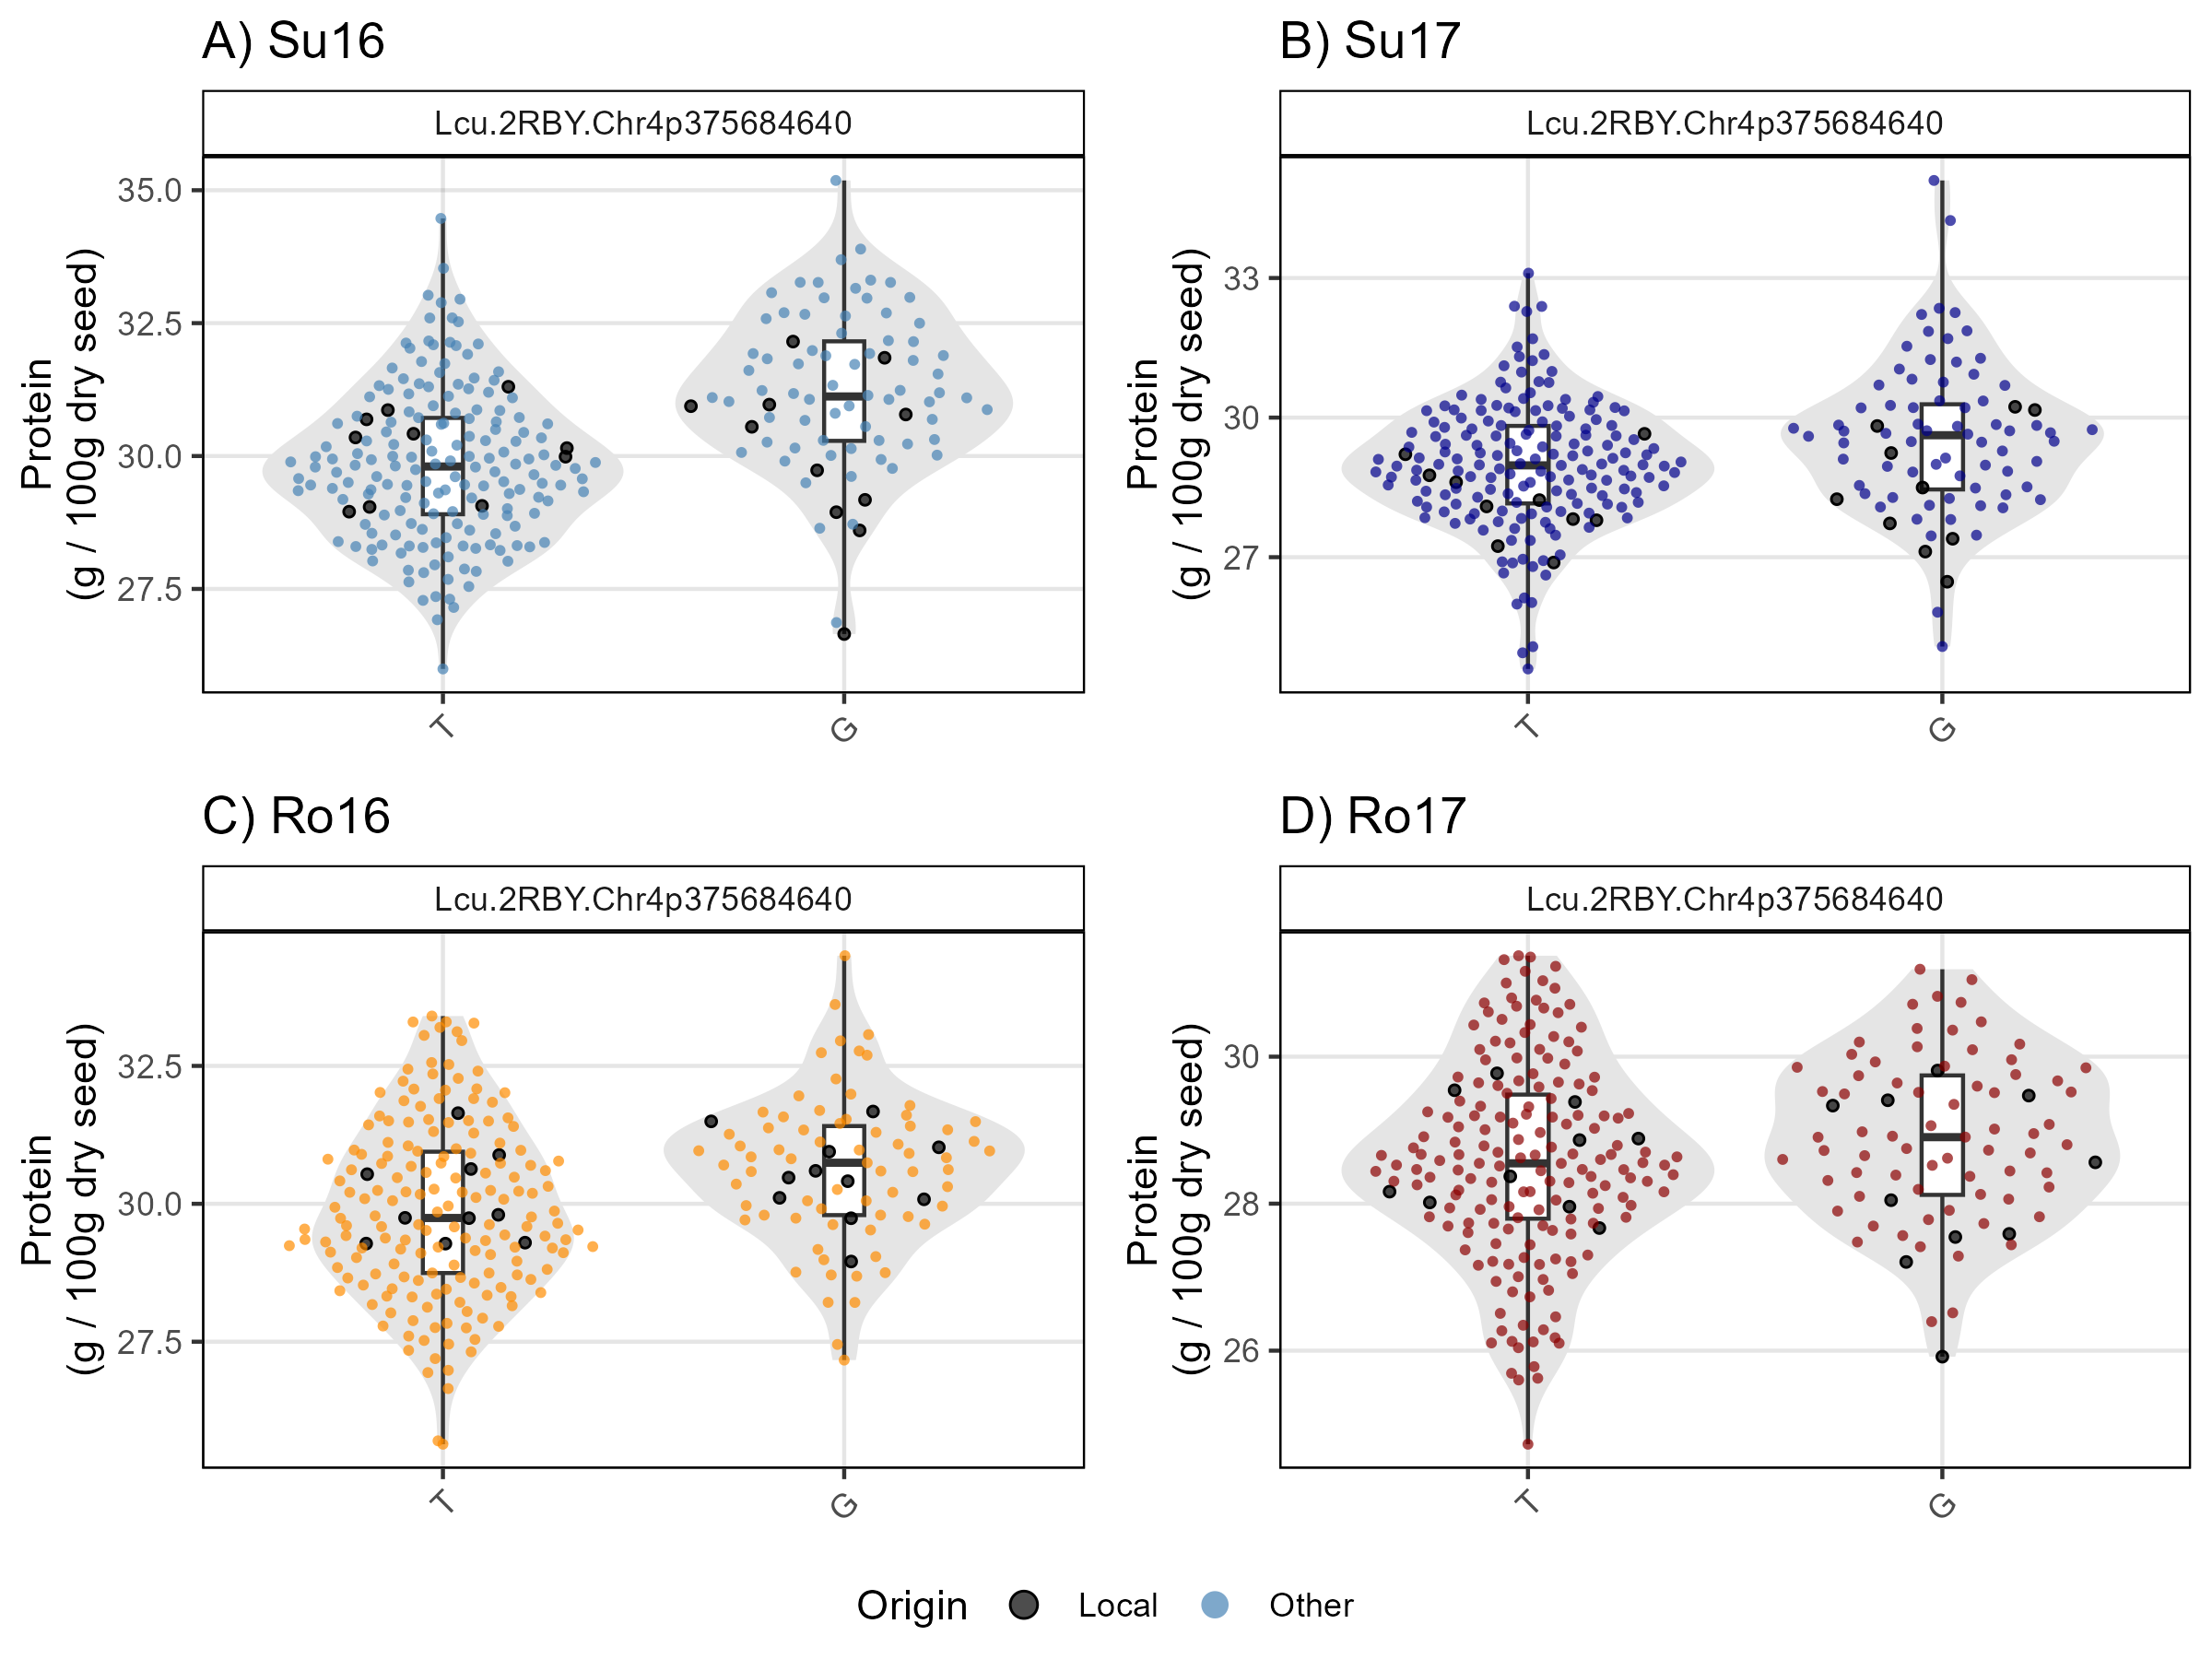 A) Su16
Lcu.2RBY.Chr4p375684640
Protein
(g / 100g dry seed)
35.0
32.5
30.0
27.5
T
G
B) Su17
Lcu.2RBY.Chr4p375684640
Protein
(g / 100g dry seed)
33
30
27
T
G
C) Ro16
Lcu.2RBY.Chr4p375684640
Protein
(g / 100g dry seed)
32.5
30.0
27.5
T
G
D) Ro17
Lcu.2RBY.Chr4p375684640
Protein
(g / 100g dry seed)
30
28
26
T
G
Origin Local Other